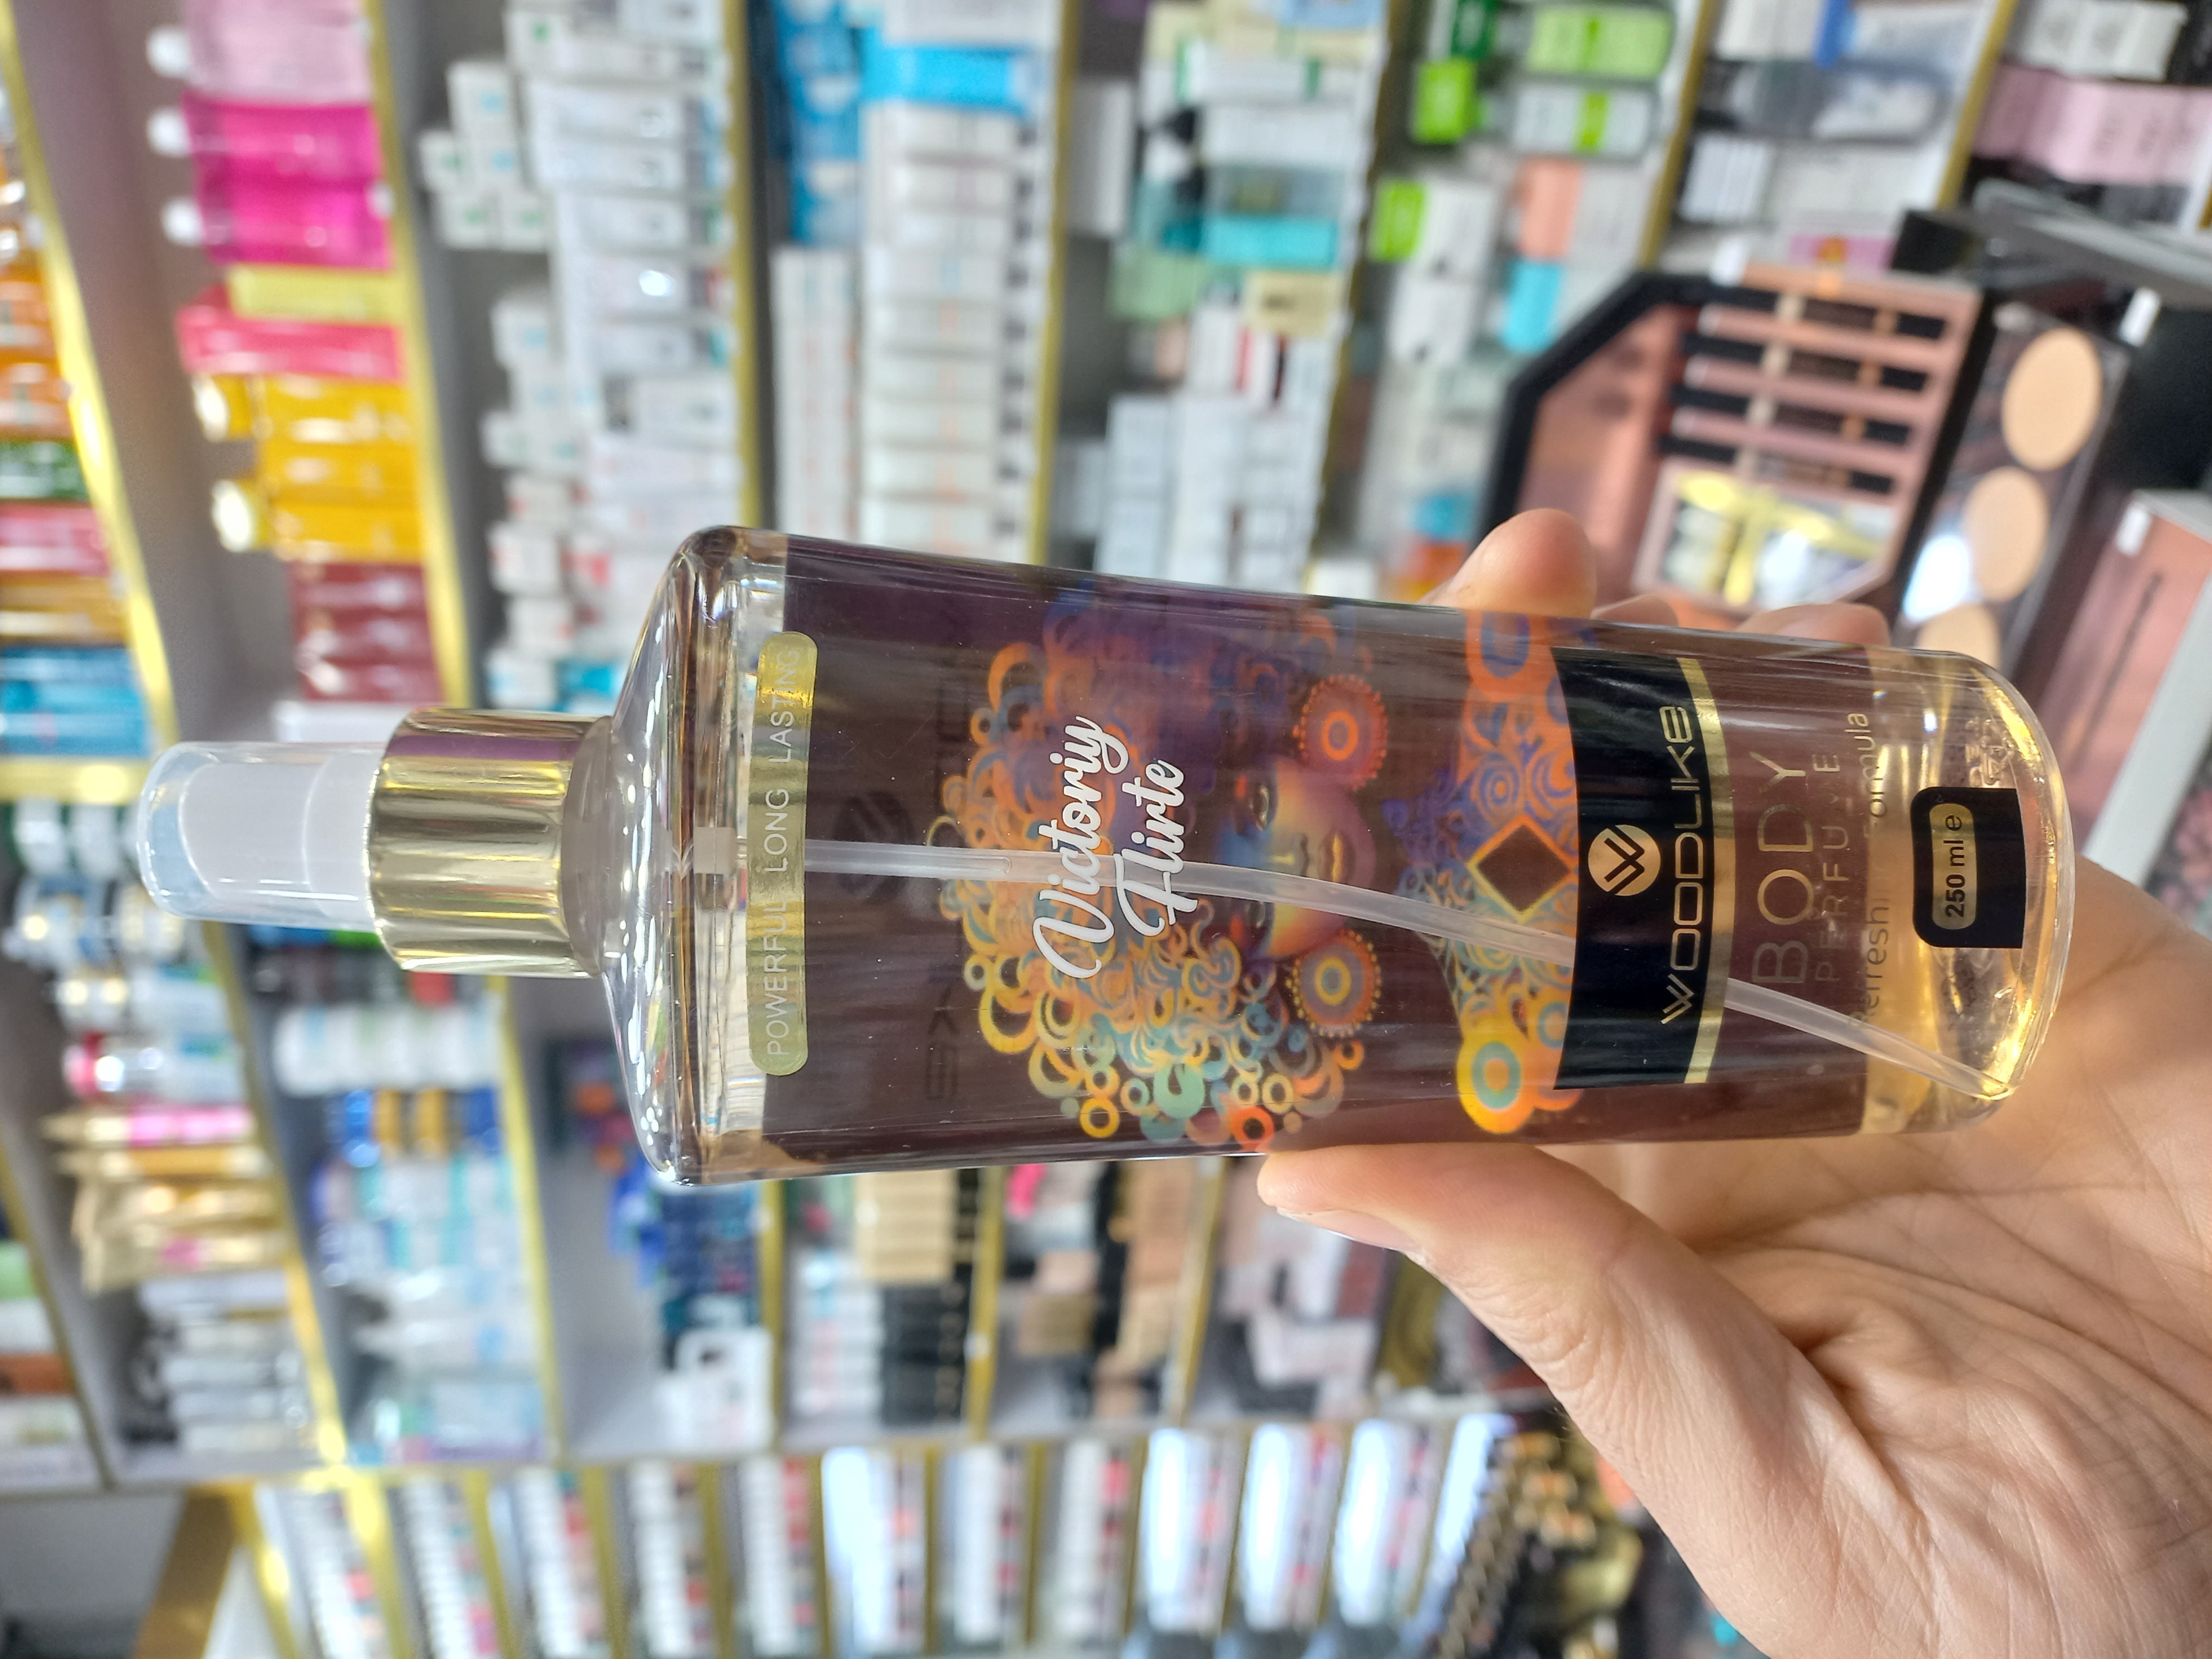 POWERFUL LONG LASTING
Victoriy
Flirte
WOODLIKE
BODY
PERFUME
Refreshing Formula
250 ml e